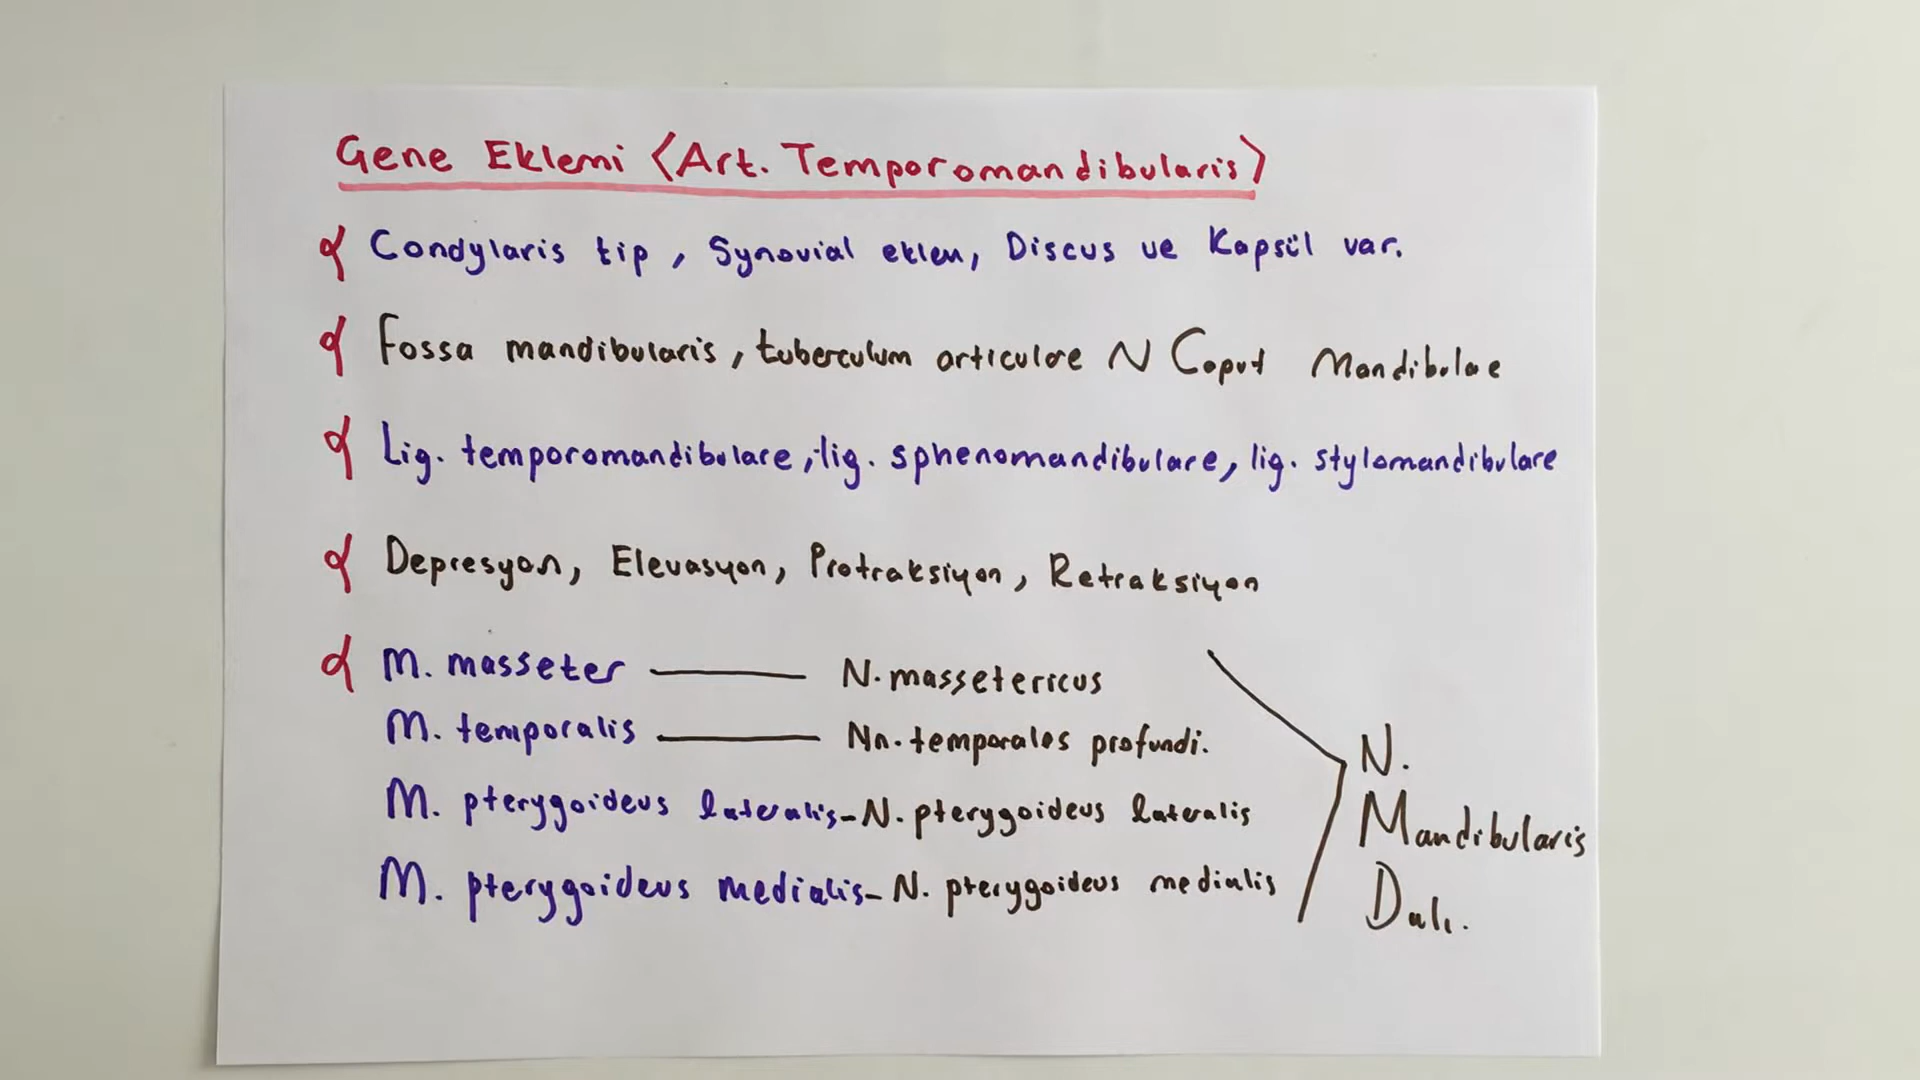 Gene Eklemi (Art. Temporomandibularis)
Condylaris tip, Synovial eklem, Discus ve Kapsül var.
Fossa mandibularis, tuberculum articulare N Caput Mandibulae
Lig. temporomandibulare, lig. sphenomandibulare, lig. stylomandibulare
Depresyon, Elevasyon, Protraksiyon, Retraksiyon
M. masseter — N. massetericus
M. temporalis — Nn. temporales profundi.
M. pterygoideus lateralis - N. pterygoideus lateralis
M. pterygoideus medialis - N. pterygoideus medialis
N.
Mandibularis
Dalı.